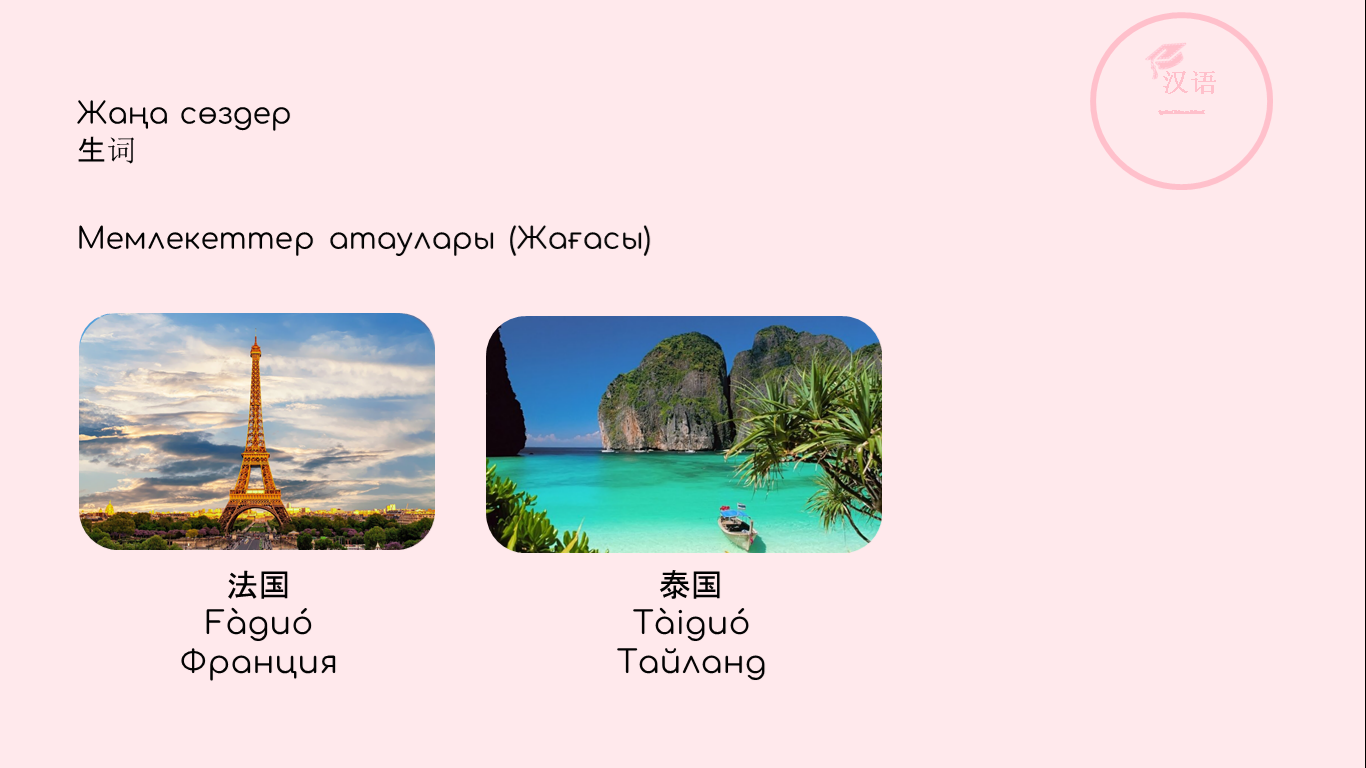 汉语
Жаңа сөздер
生词
Мемлекеттер атаулары (Жағасы)
法国
Fàguó
Франция
泰国
Tàiguó
Тайланд